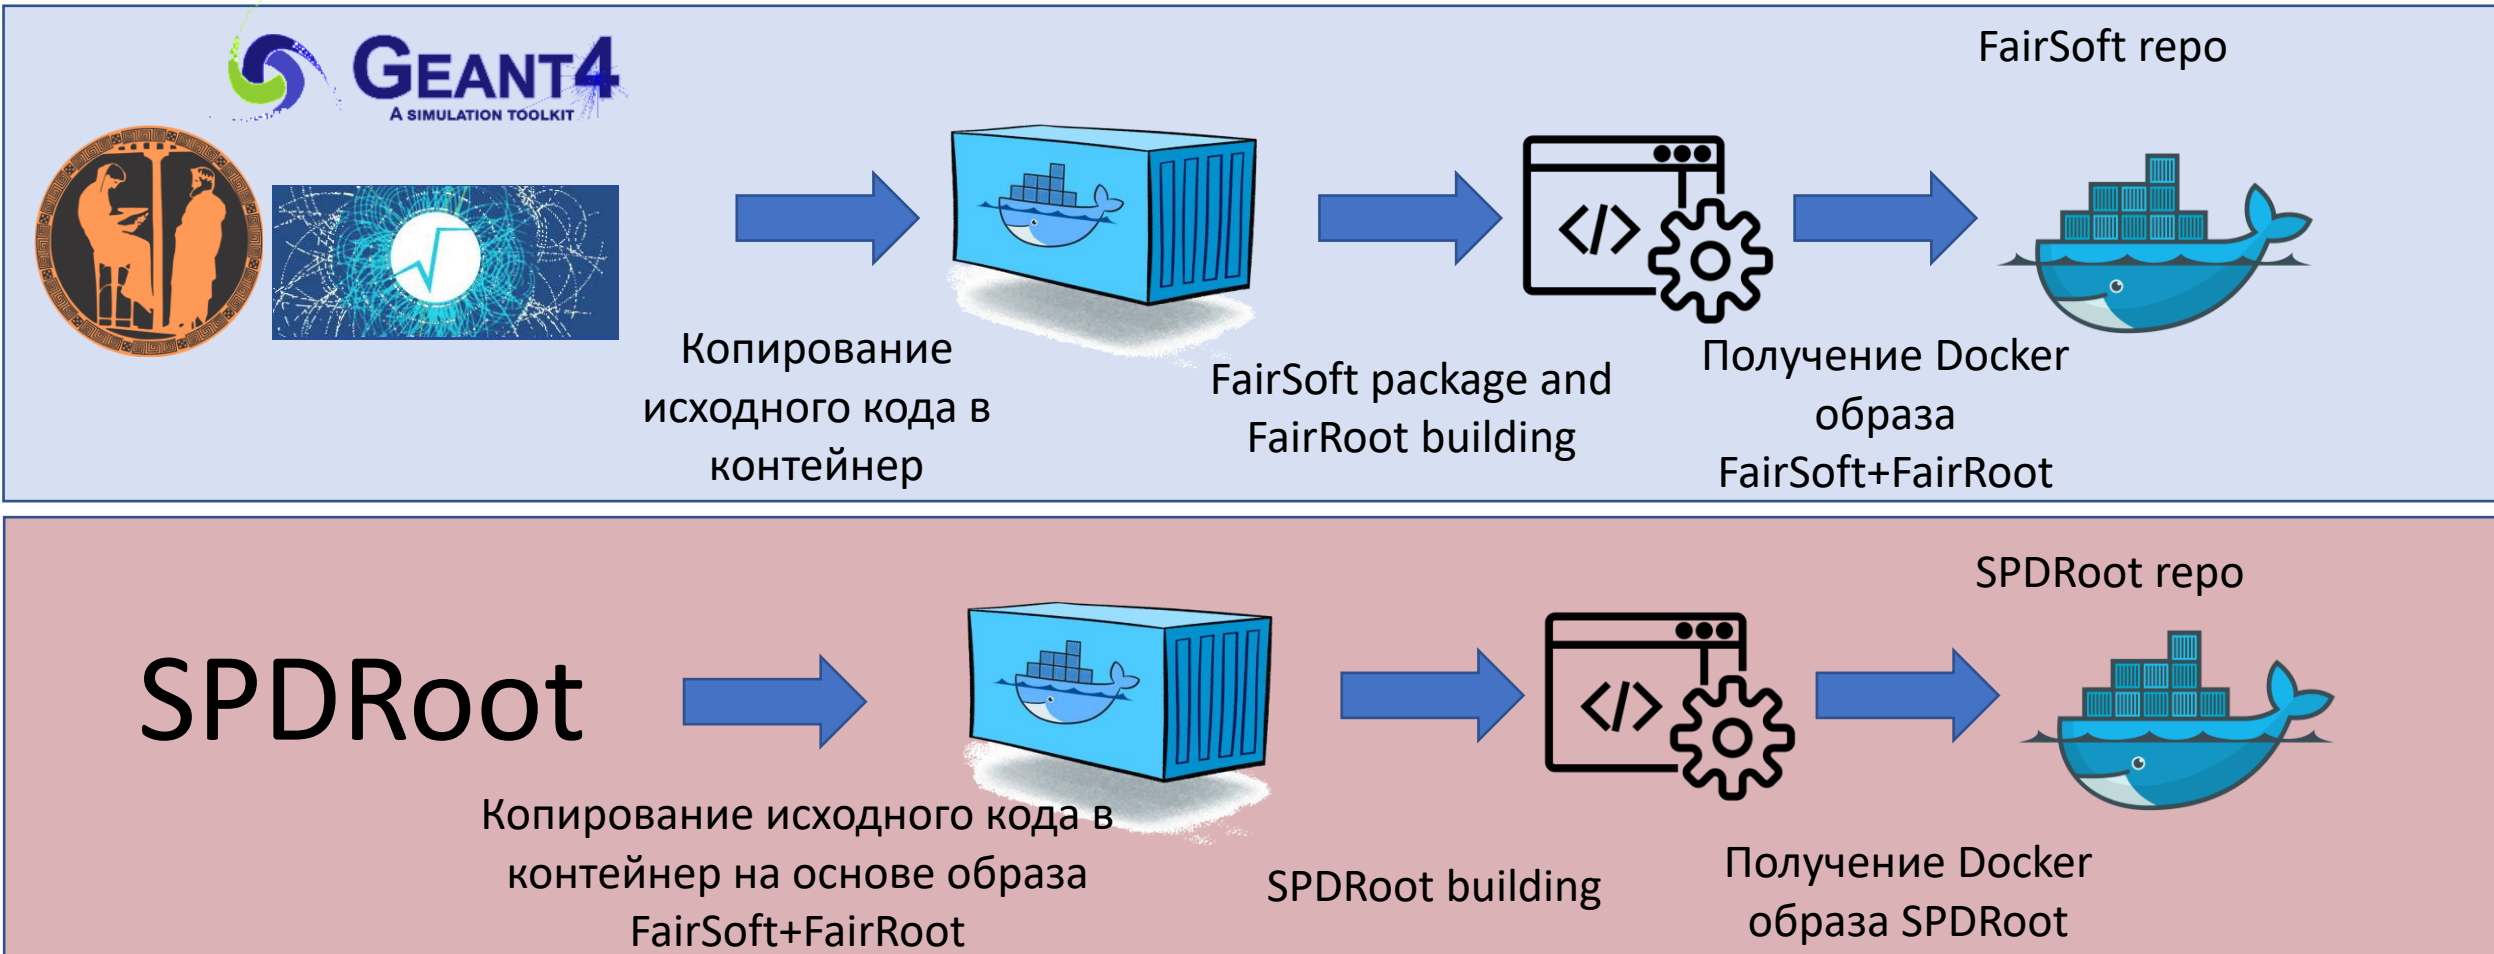 GEANT4
A SIMULATION TOOLKIT
FairSoft repo
Копирование
исходного кода в
контейнер
FairSoft package and
FairRoot building
Получение Docker
образа
FairSoft+FairRoot
SPDRoot repo
SPDRoot
Копирование исходного кода в
контейнер на основе образа
FairSoft+FairRoot
SPDRoot building
Получение Docker
образа SPDRoot